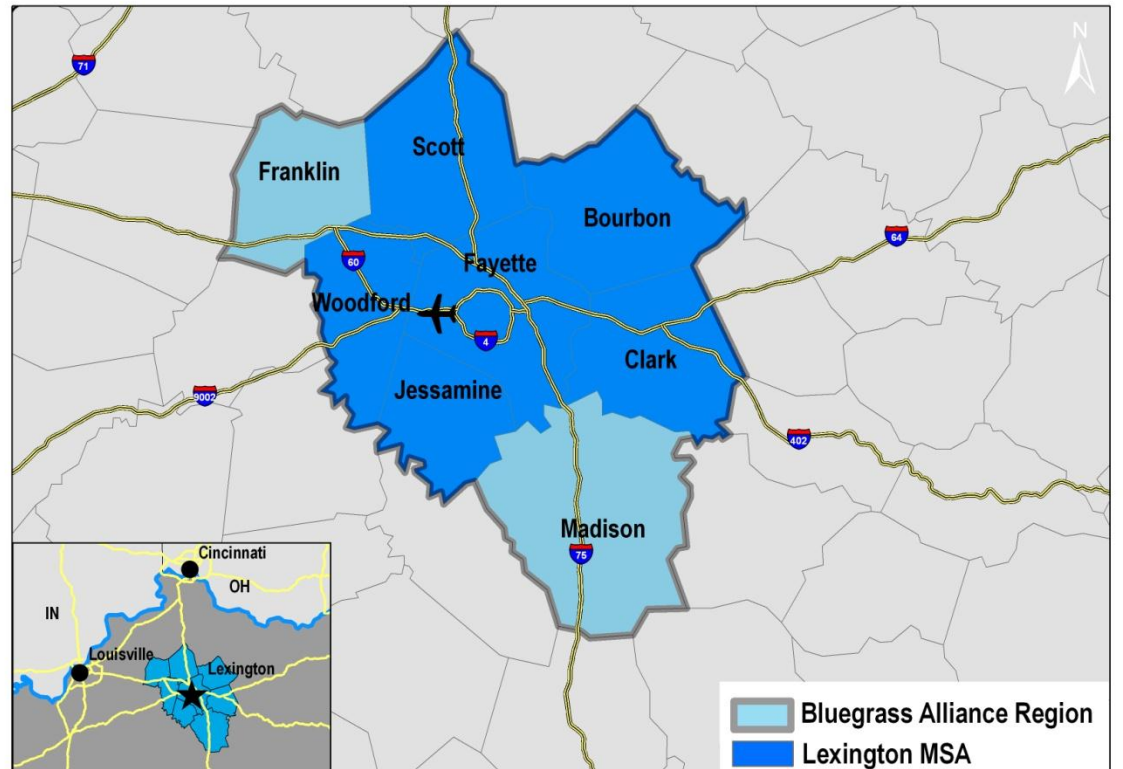 N
71
Scott
Franklin
Bourbon
64
Fayette
60
Woodford
4
Clark
Jessamine
9002
402
Madison
75
Cincinnati
OH
IN
Louisville
Lexington
Bluegrass Alliance Region
Lexington MSA